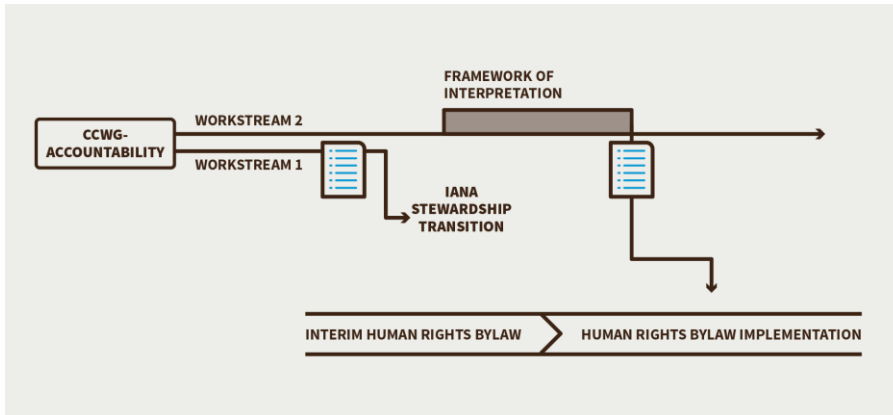 FRAMEWORK OF
INTERPRETATION
WORKSTREAM 2
CCWG-
ACCOUNTABILITY
WORKSTREAM 1
IANA
STEWARDSHIP
TRANSITION
INTERIM HUMAN RIGHTS BYLAW
HUMAN RIGHTS BYLAW IMPLEMENTATION